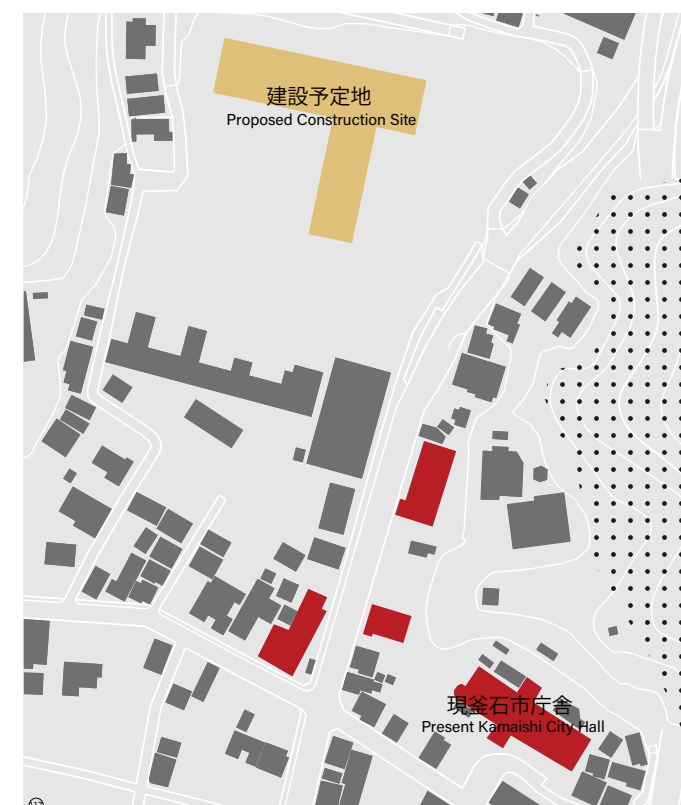 建設予定地
Proposed Construction Site
現釜石市庁舎
Present Kamaishi City Hall